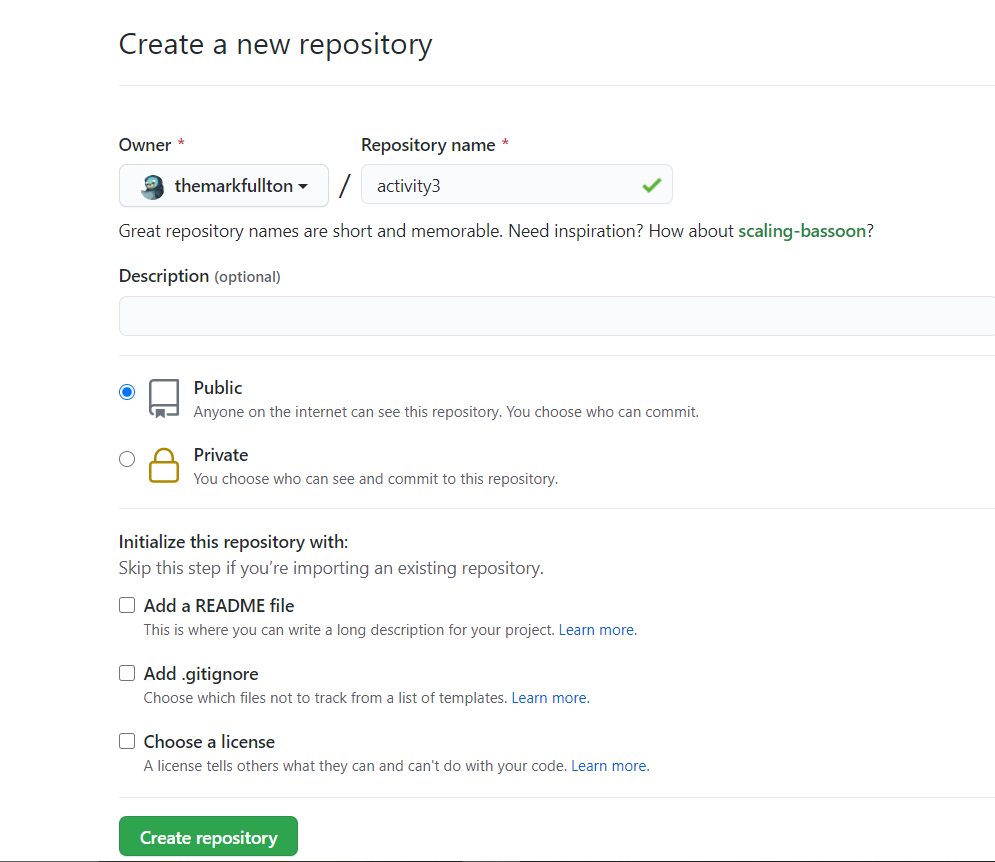 Create a new repository
Owner * Repository name *
themarkfullton / activity3
Great repository names are short and memorable. Need inspiration? How about scaling-bassoon?
Description (optional)
Public
Anyone on the internet can see this repository. You choose who can commit.
Private
You choose who can see and commit to this repository.
Initialize this repository with:
Skip this step if you’re importing an existing repository.
Add a README file
This is where you can write a long description for your project. Learn more.
Add .gitignore
Choose which files not to track from a list of templates. Learn more.
Choose a license
A license tells others what they can and can't do with your code. Learn more.
Create repository